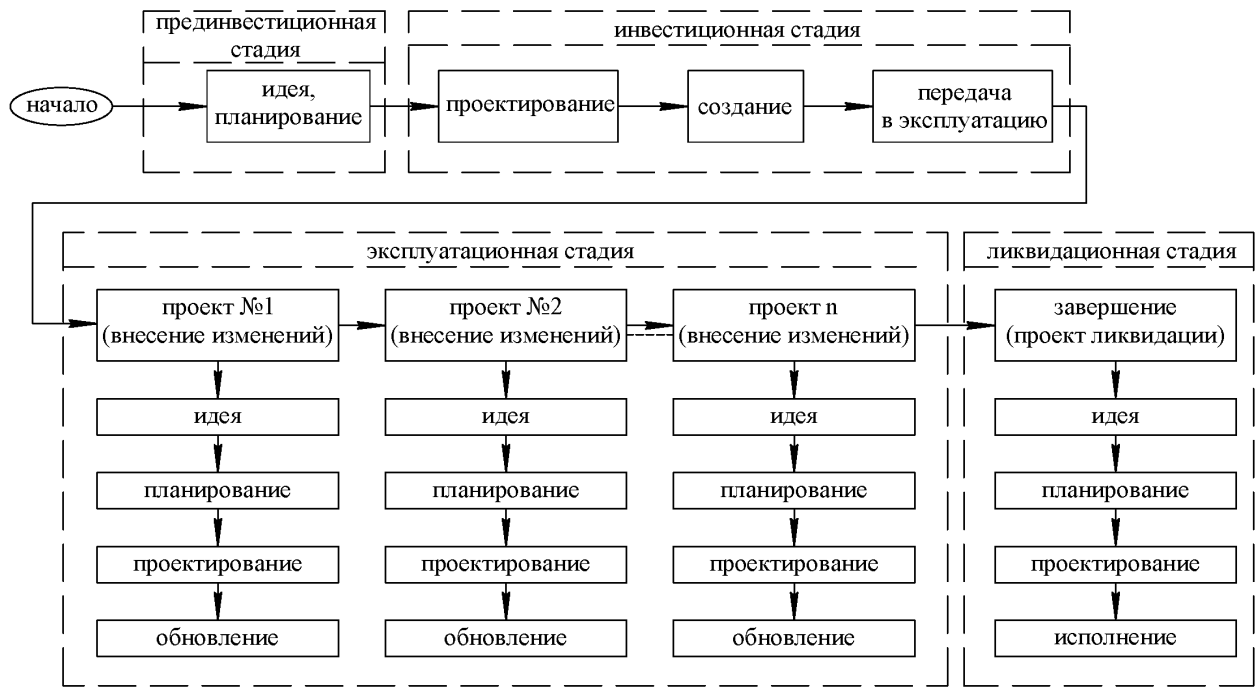 прединвестиционная
стадия
инвестиционная стадия
начало
идея,
планирование
проектирование
создание
передача
в эксплуатацию
эксплуатационная стадия
ликвидационная стадия
проект №1
(внесение изменений)
проект №2
(внесение изменений)
проект n
(внесение изменений)
завершение
(проект ликвидации)
идея
идея
идея
идея
планирование
планирование
планирование
планирование
проектирование
проектирование
проектирование
проектирование
обновление
обновление
обновление
исполнение